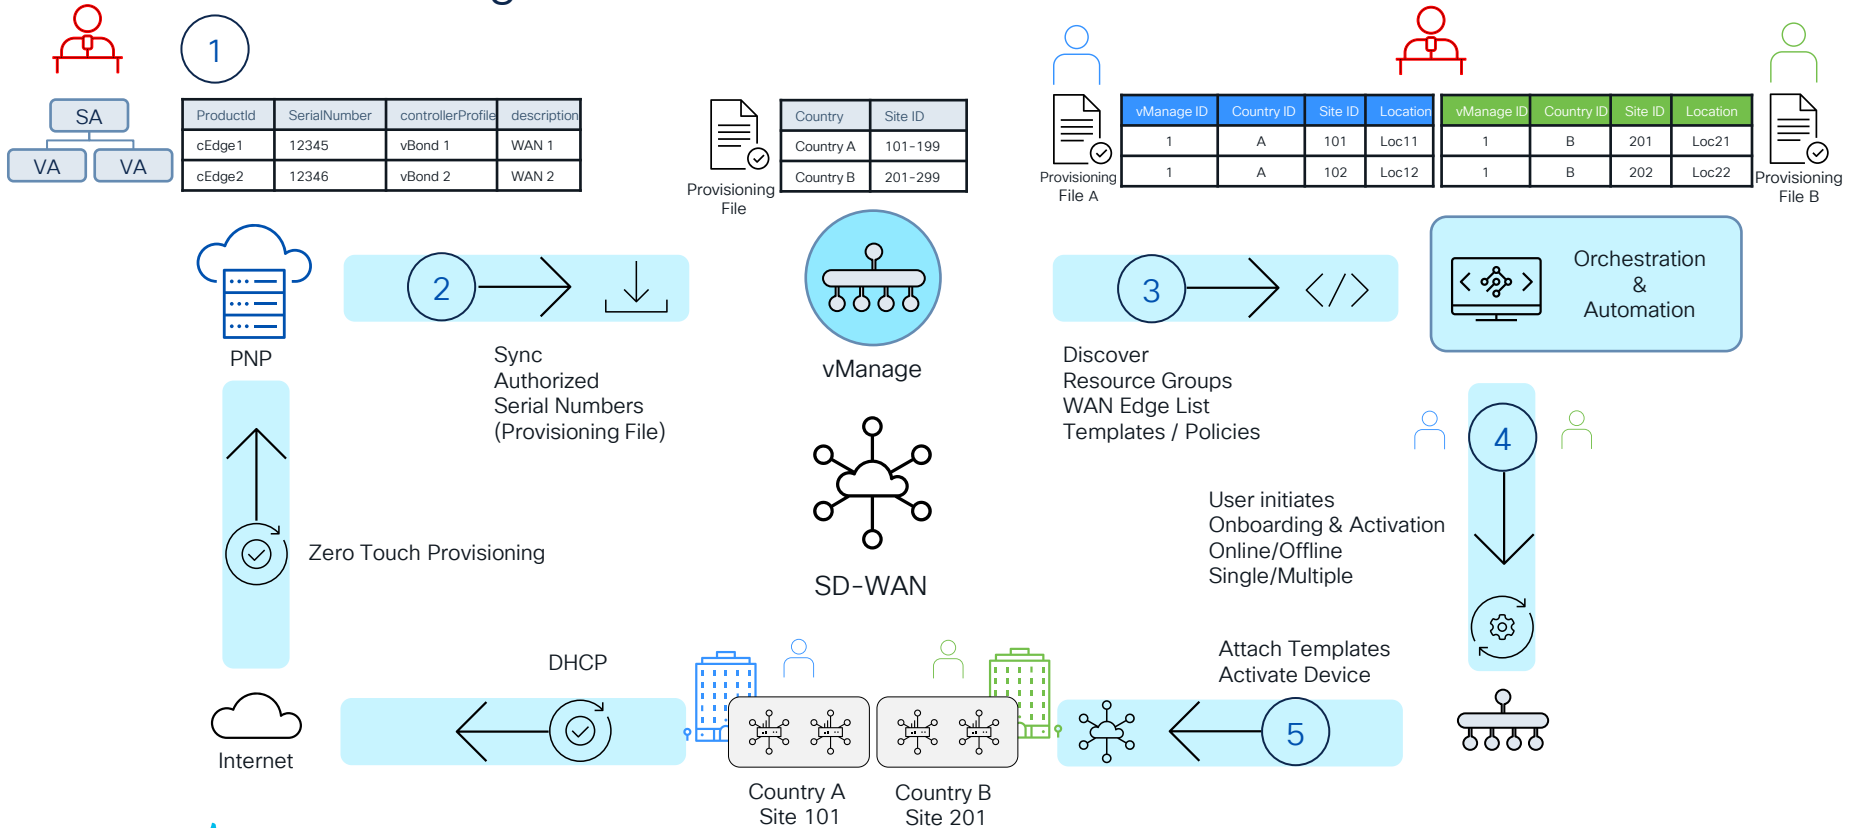 1
SA
VA VA
ProductId SerialNumber controllerProfile description
cEdge1 12345 vBond 1 WAN 1
cEdge2 12346 vBond 2 WAN 2
Provisioning
File
Country Site ID
Country A 101-199
Country B 201-299
Provisioning
File A
vManage ID Country ID Site ID Location
1 A 101 Loc11
1 A 102 Loc12
vManage ID Country ID Site ID Location
1 B 201 Loc21
1 B 202 Loc22
Provisioning
File B
PNP
2
Sync
Authorized
Serial Numbers
(Provisioning File)
vManage
3
</>
Discover
Resource Groups
WAN Edge List
Templates / Policies
Orchestration
&
Automation
4
User initiates
Onboarding & Activation
Online/Offline
Single/Multiple
SD-WAN
Zero Touch Provisioning
Attach Templates
Activate Device
5
DHCP
Internet
Country A
Site 101
Country B
Site 201